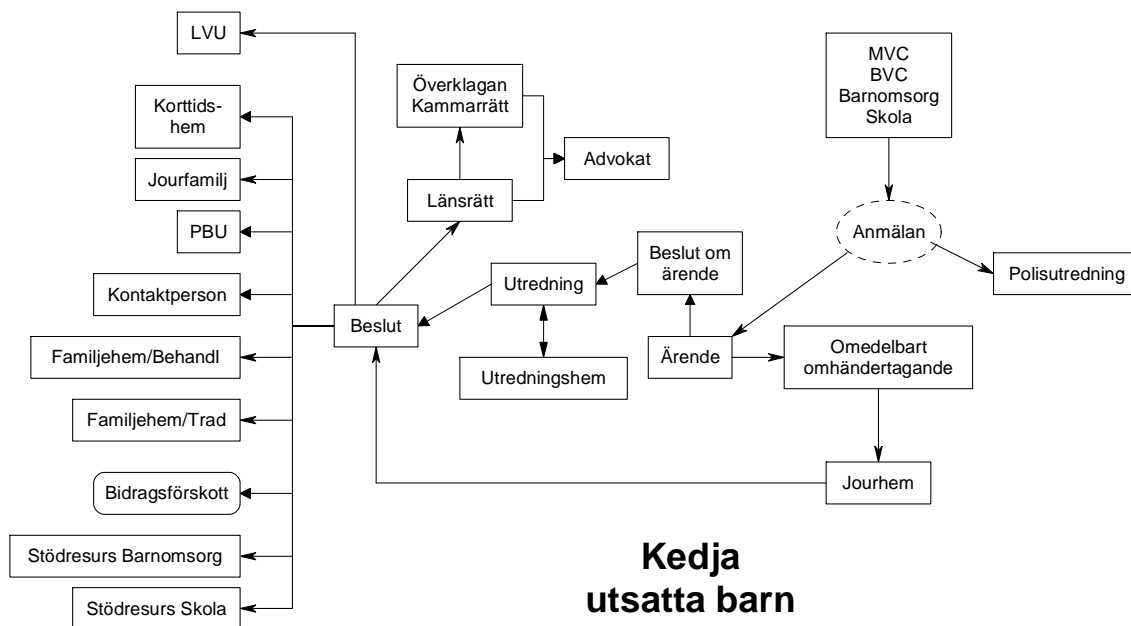 LVU
Korttids-
hem
Jourfamilj
PBU
Kontaktperson
Familjehem/Behandl
Familjehem/Trad
Bidragsförskott
Stödresurs Barnomsorg
Stödresurs Skola
Beslut
Överklagan
Kammarrätt
Länsrätt
Advokat
Utredning
Utredningshem
Beslut om
ärende
Ärende
MVC
BVC
Barnomsorg
Skola
Anmälan
Polisutredning
Omedelbart
omhändertagande
Jourhem
Kedja
utsatta barn